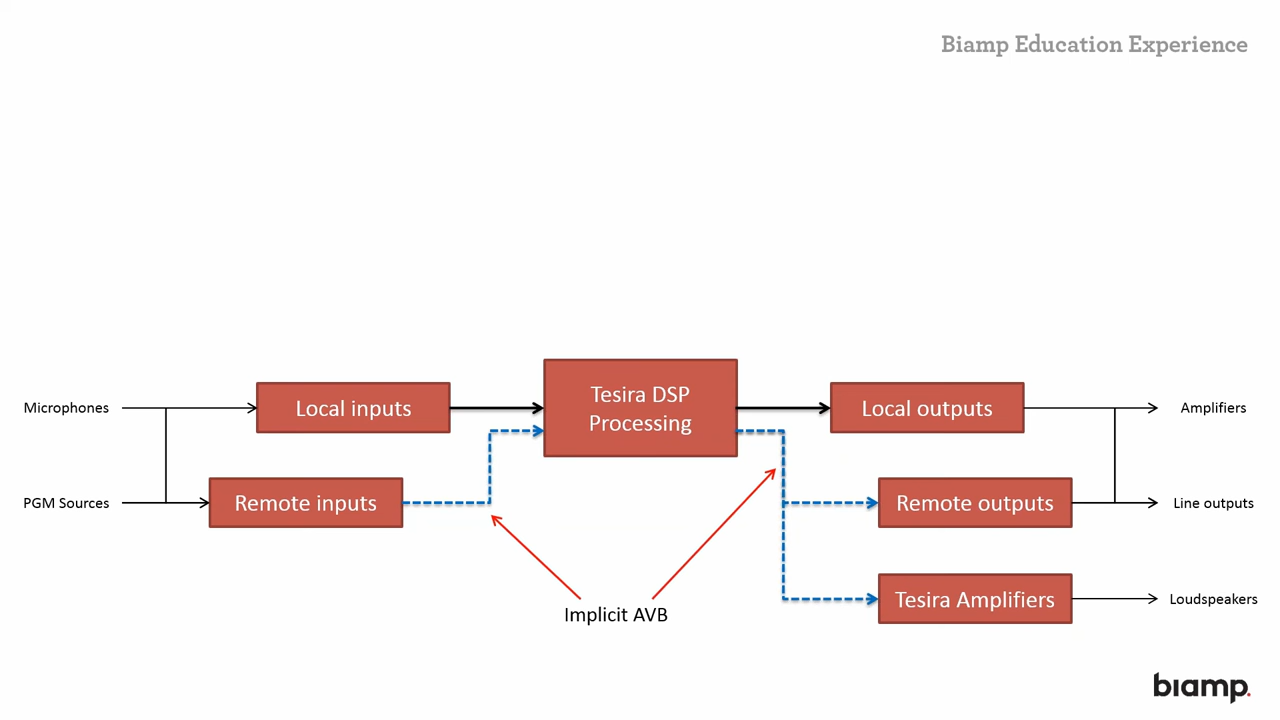 Biamp Education Experience
Microphones
Local inputs
Tesira DSP
Processing
Local outputs
Amplifiers
PGM Sources
Remote inputs
Remote outputs
Line outputs
Tesira Amplifiers
Loudspeakers
Implicit AVB
biamp.